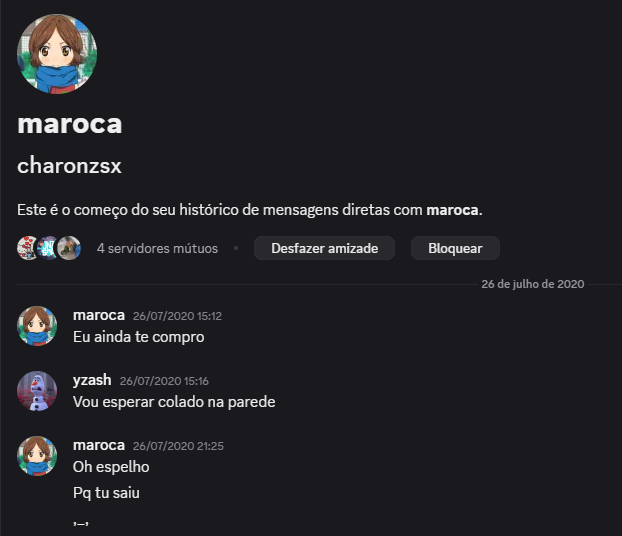 maroca
charonzsx
Este é o começo do seu histórico de mensagens diretas com maroca.
4 servidores mútuos • Desfazer amizade Bloquear
26 de julho de 2020
maroca 26/07/2020 15:12
Eu ainda te compro
yzash 26/07/2020 15:16
Vou esperar colado na parede
maroca 26/07/2020 21:25
Oh espelho
Pq tu saiu
,_,